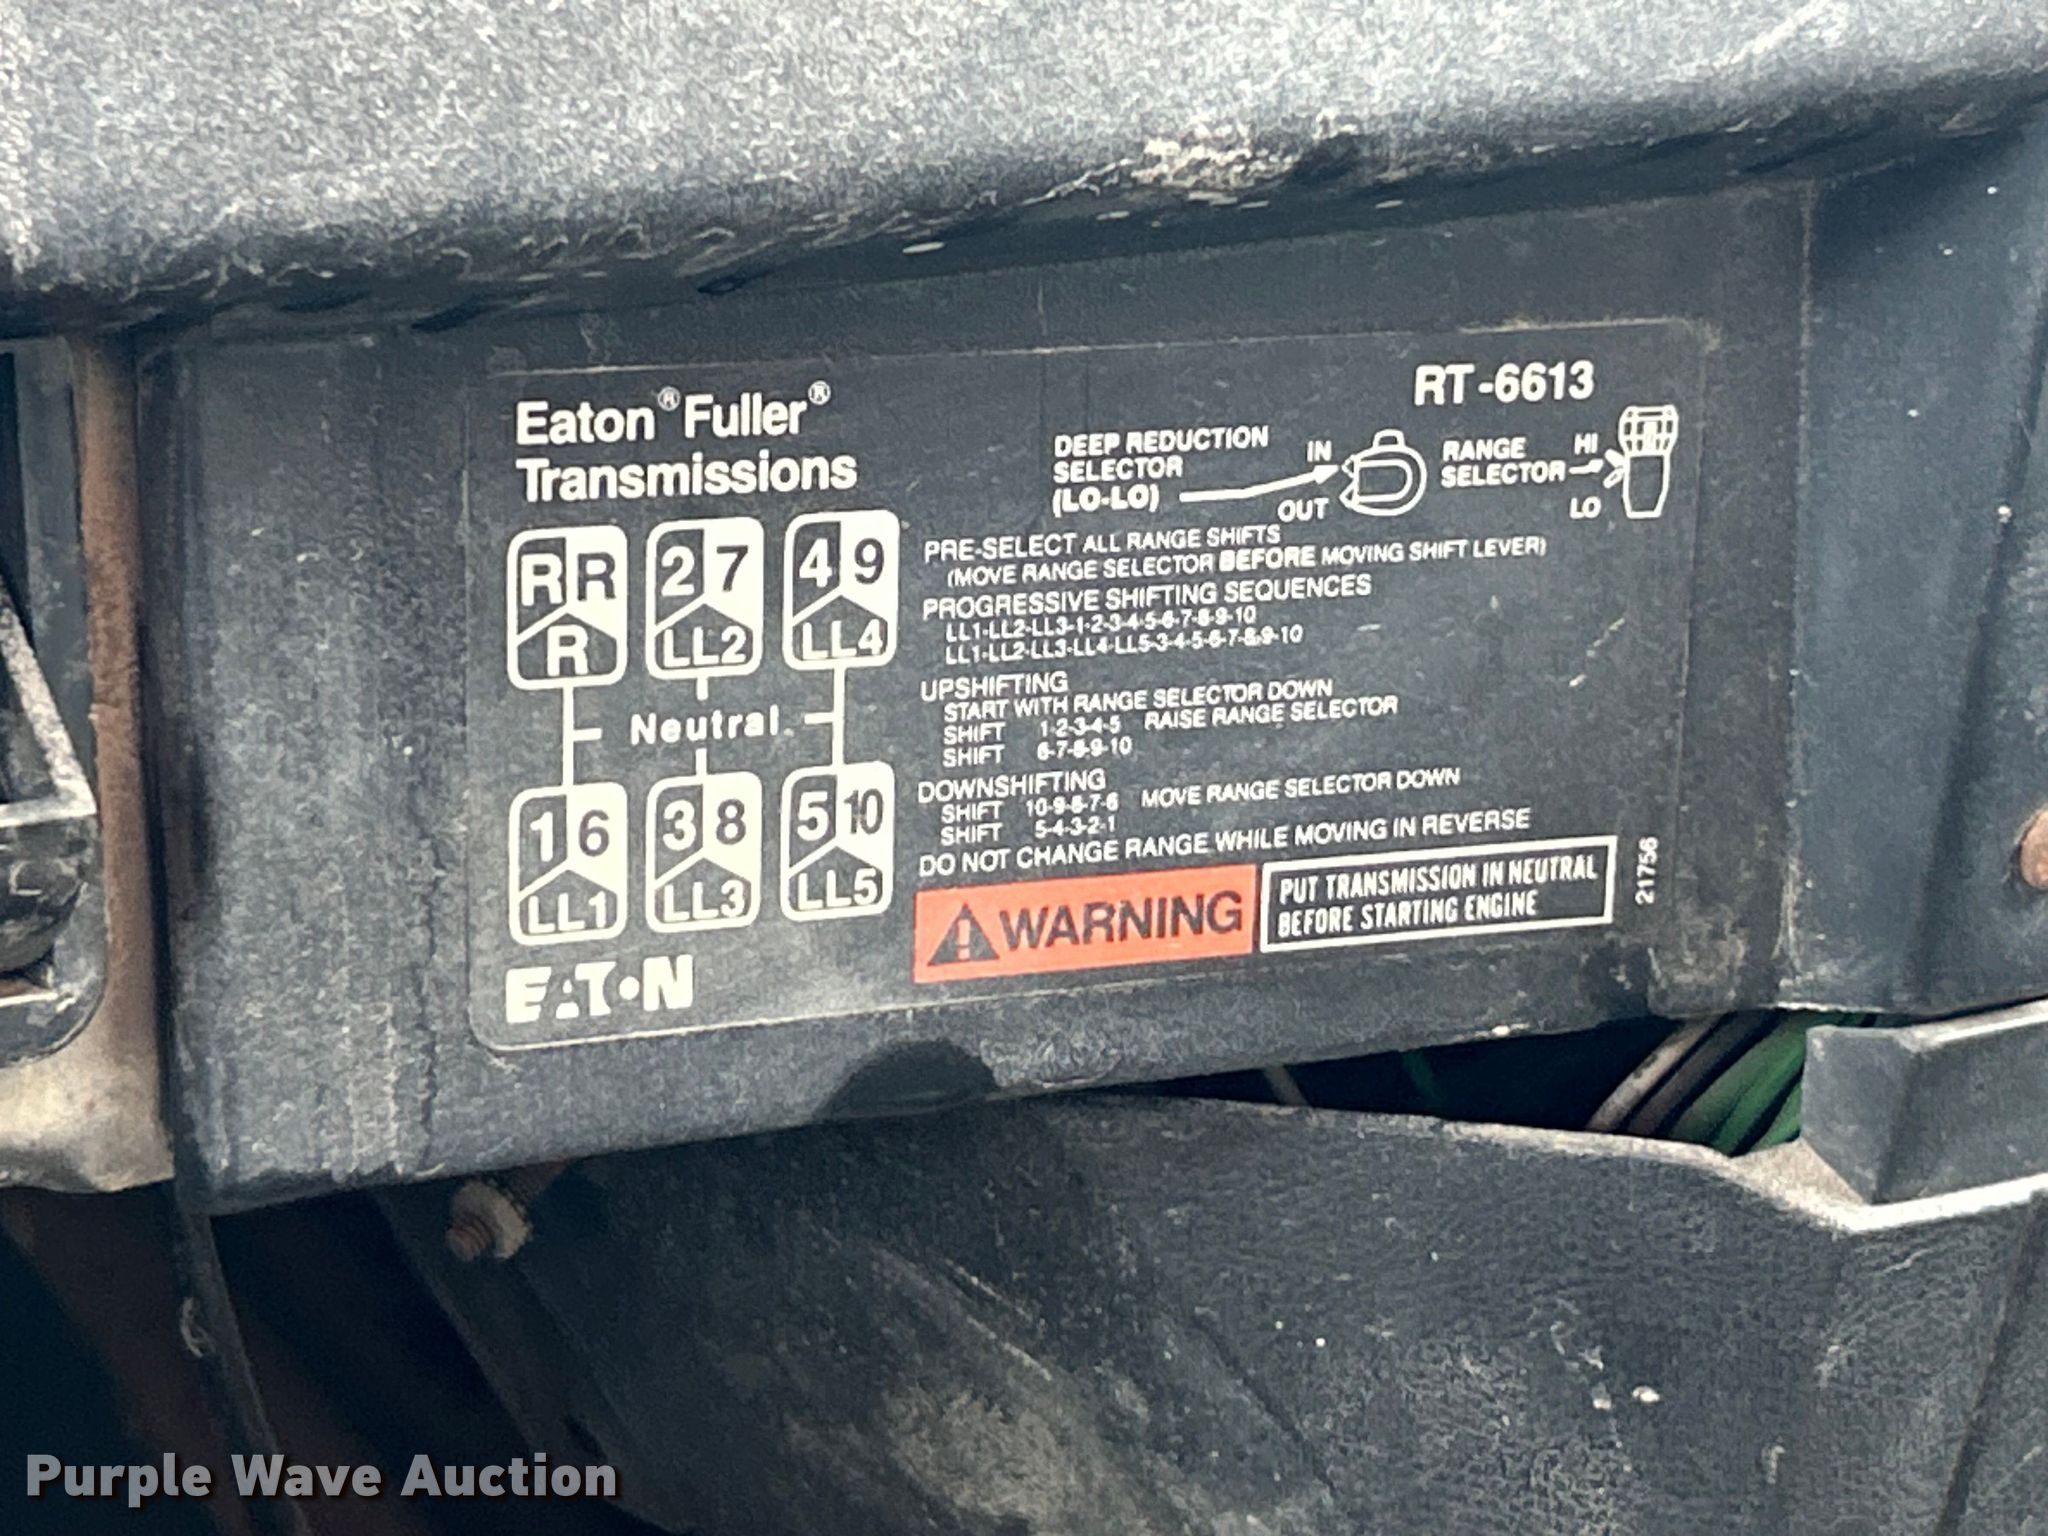 Eaton® Fuller®
Transmissions
RT-6613
DEEP REDUCTION
SELECTOR
(LO-LO)
IN
OUT
RANGE
SELECTOR
HI
LO
R R
R
2 7
LL2
4 9
LL4
Neutral
1 6
LL1
3 8
LL3
5 10
LL5
EATON
PRE-SELECT ALL RANGE SHIFTS
(MOVE RANGE SELECTOR BEFORE MOVING SHIFT LEVER)
PROGRESSIVE SHIFTING SEQUENCES
LL1-LL2-LL3-1-2-3-4-5-6-7-8-9-10
LL1-LL2-LL3-LL4-LL5-3-4-5-6-7-8-9-10
UPSHIFTING
START WITH RANGE SELECTOR DOWN
SHIFT 1-2-3-4-5 RAISE RANGE SELECTOR
SHIFT 6-7-8-9-10
DOWNSHIFTING
SHIFT 10-9-8-7-6 MOVE RANGE SELECTOR DOWN
SHIFT 5-4-3-2-1
DO NOT CHANGE RANGE WHILE MOVING IN REVERSE
WARNING
PUT TRANSMISSION IN NEUTRAL
BEFORE STARTING ENGINE
21756
Purple Wave Auction